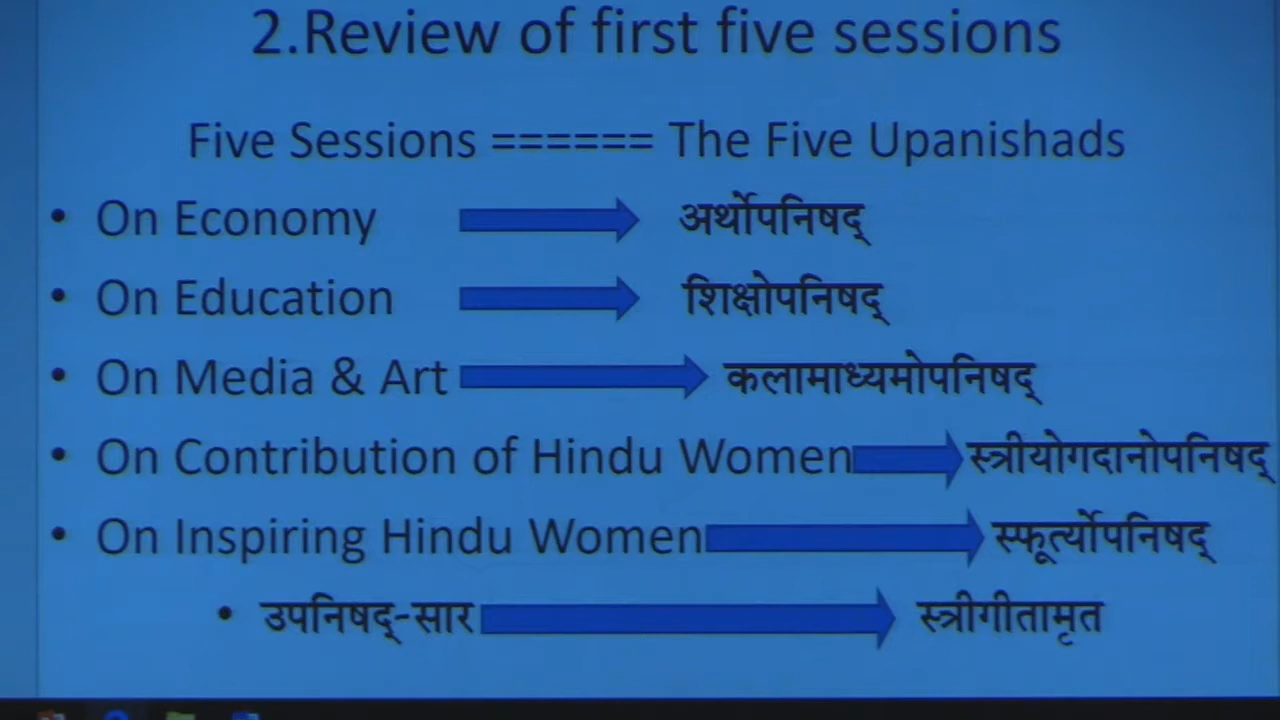 2.Review of first five sessions
Five Sessions ====== The Five Upanishads
• On Economy अर्थोपनिषद्
• On Education शिक्षोपनिषद्
• On Media & Art कलामाध्यमोपनिषद्
• On Contribution of Hindu Women स्त्रीयोगदानोपनिषद्
• On Inspiring Hindu Women स्फूर्त्योपनिषद्
• उपनिषद्-सार स्त्रीगीतामृत